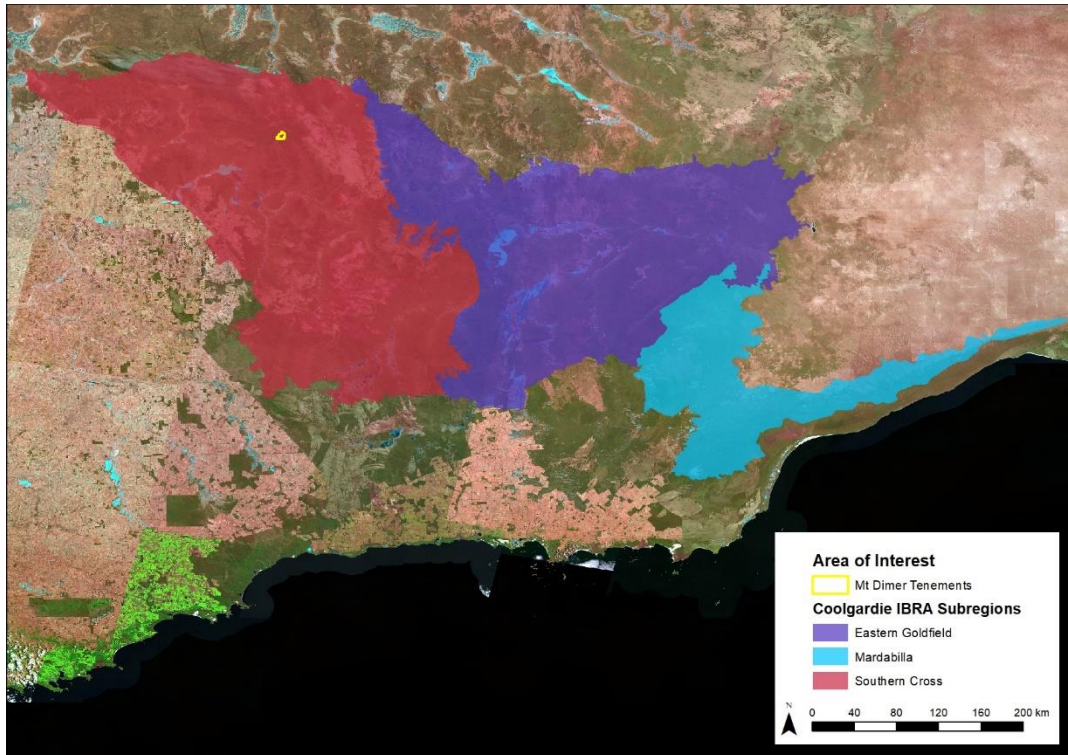 Area of Interest
Mt Dimer Tenements
Coolgardie IBRA Subregions
Eastern Goldfield
Mardabilla
Southern Cross
N
0 40 80 120 160 200 km